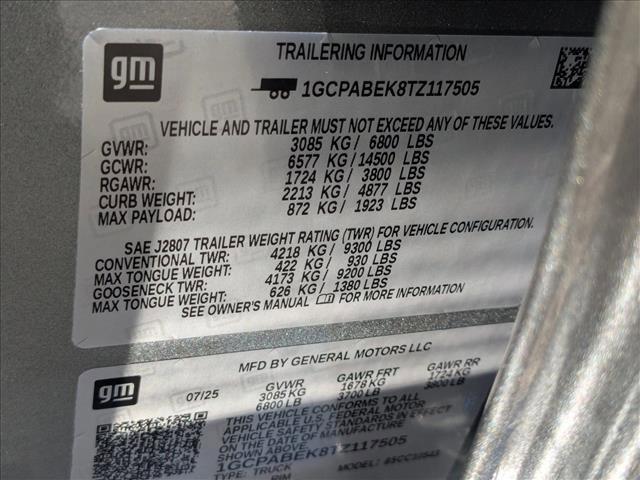 gm
TRAILERING INFORMATION
1GCPABEK8TZ117505
VEHICLE AND TRAILER MUST NOT EXCEED ANY OF THESE VALUES.
GVWR: 3085 KG / 6800 LBS
GCWR: 6577 KG / 14500 LBS
RGAWR: 1724 KG / 3800 LBS
CURB WEIGHT: 2213 KG / 4877 LBS
MAX PAYLOAD: 872 KG / 1923 LBS
SAE J2807 TRAILER WEIGHT RATING (TWR) FOR VEHICLE CONFIGURATION.
CONVENTIONAL TWR: 4218 KG / 9300 LBS
MAX TONGUE WEIGHT: 422 KG / 930 LBS
GOOSENECK TWR: 4173 KG / 9200 LBS
MAX TONGUE WEIGHT: 626 KG / 1380 LBS
SEE OWNER'S MANUAL FOR MORE INFORMATION
gm
MFD BY GENERAL MOTORS LLC
07/25 GVWR GAWR FRT GAWR RR
3085 KG 1678 KG 1724 KG
6800 LB 3700 LB 3800 LB
THIS VEHICLE CONFORMS TO ALL
APPLICABLE U.S. FEDERAL MOTOR
VEHICLE SAFETY STANDARDS IN EFFECT
ON THE DATE OF MANUFACTURE
1GCPABEK8TZ117505
TYPE: TRUCK MODEL:
RIM